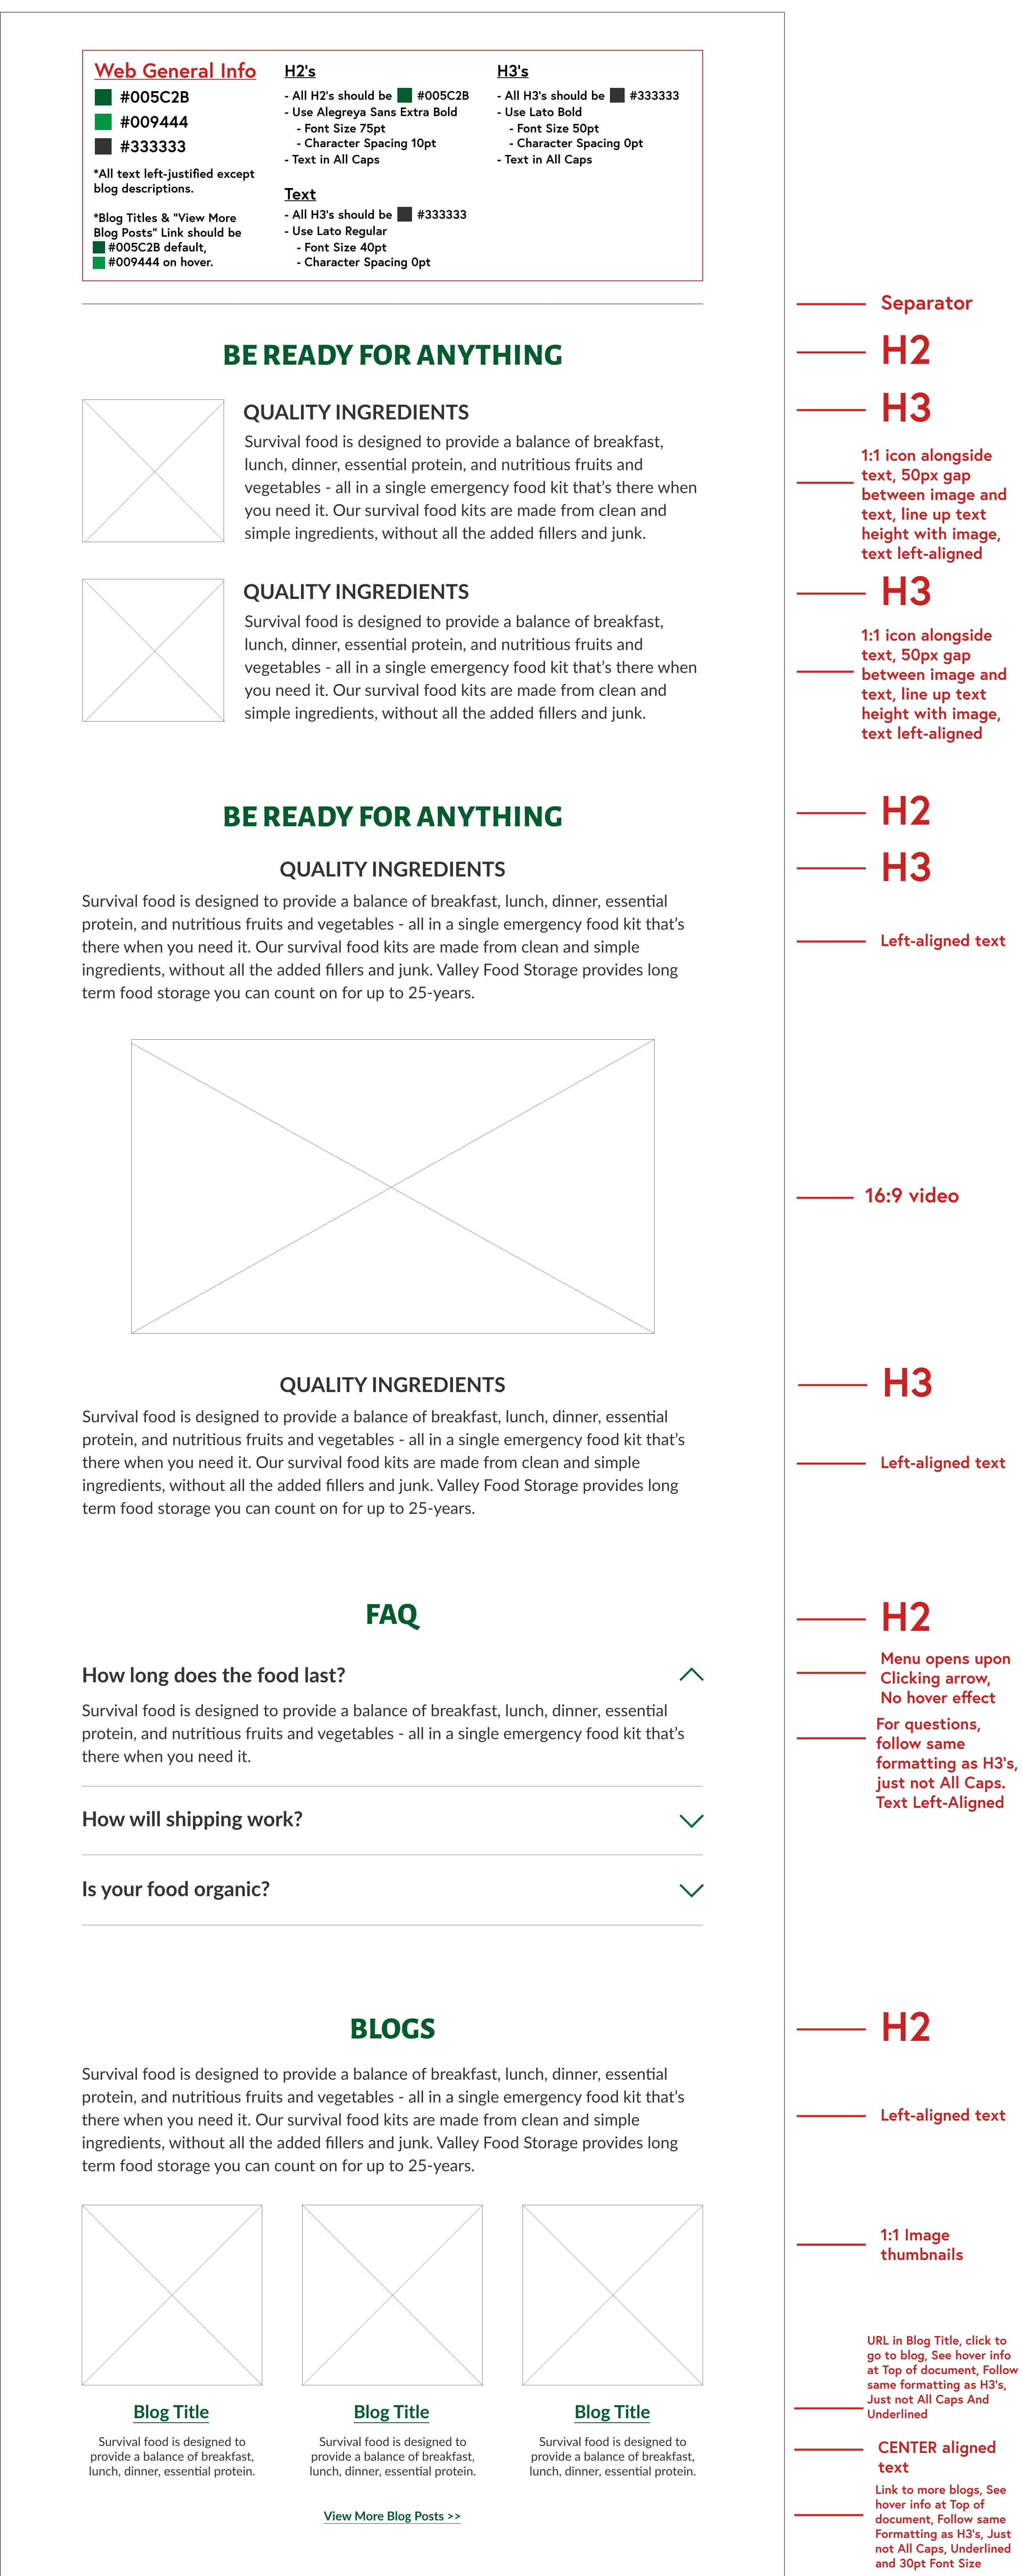 Web General Info
#005C2B
#009444
#333333
*All text left-justified except
blog descriptions.
*Blog Titles & "View More
Blog Posts" Link should be
#005C2B default,
#009444 on hover.
H2's
- All H2's should be #005C2B
- Use Alegreya Sans Extra Bold
- Font Size 75pt
- Character Spacing 10pt
- Text in All Caps
Text
- All H3's should be #333333
- Use Lato Regular
- Font Size 40pt
- Character Spacing 0pt
H3's
- All H3's should be #333333
- Use Lato Bold
- Font Size 50pt
- Character Spacing 0pt
- Text in All Caps
Separator
BE READY FOR ANYTHING
H2
QUALITY INGREDIENTS
H3
Survival food is designed to provide a balance of breakfast,
lunch, dinner, essential protein, and nutritious fruits and
vegetables - all in a single emergency food kit that's there when
you need it. Our survival food kits are made from clean and
simple ingredients, without all the added fillers and junk.
1:1 icon alongside
text, 50px gap
between image and
text, line up text
height with image,
text left-aligned
QUALITY INGREDIENTS
H3
Survival food is designed to provide a balance of breakfast,
lunch, dinner, essential protein, and nutritious fruits and
vegetables - all in a single emergency food kit that's there when
you need it. Our survival food kits are made from clean and
simple ingredients, without all the added fillers and junk.
1:1 icon alongside
text, 50px gap
between image and
text, line up text
height with image,
text left-aligned
BE READY FOR ANYTHING
H2
QUALITY INGREDIENTS
H3
Survival food is designed to provide a balance of breakfast, lunch, dinner, essential
protein, and nutritious fruits and vegetables - all in a single emergency food kit that's
there when you need it. Our survival food kits are made from clean and simple
ingredients, without all the added fillers and junk. Valley Food Storage provides long
term food storage you can count on for up to 25-years.
Left-aligned text
16:9 video
QUALITY INGREDIENTS
H3
Survival food is designed to provide a balance of breakfast, lunch, dinner, essential
protein, and nutritious fruits and vegetables - all in a single emergency food kit that's
there when you need it. Our survival food kits are made from clean and simple
ingredients, without all the added fillers and junk. Valley Food Storage provides long
term food storage you can count on for up to 25-years.
Left-aligned text
FAQ
H2
How long does the food last?
Menu opens upon
Clicking arrow,
No hover effect
Survival food is designed to provide a balance of breakfast, lunch, dinner, essential
protein, and nutritious fruits and vegetables - all in a single emergency food kit that's
there when you need it.
For questions,
follow same
formatting as H3's,
just not All Caps.
Text Left-Aligned
How will shipping work?
Is your food organic?
BLOGS
H2
Survival food is designed to provide a balance of breakfast, lunch, dinner, essential
protein, and nutritious fruits and vegetables - all in a single emergency food kit that's
there when you need it. Our survival food kits are made from clean and simple
ingredients, without all the added fillers and junk. Valley Food Storage provides long
term food storage you can count on for up to 25-years.
Left-aligned text
1:1 Image
thumbnails
URL in Blog Title, click to
go to blog, See hover info
at Top of document, Follow
same formatting as H3's,
Just not All Caps And
Underlined
Blog Title
Survival food is designed to
provide a balance of breakfast,
lunch, dinner, essential protein.
Blog Title
Survival food is designed to
provide a balance of breakfast,
lunch, dinner, essential protein.
Blog Title
Survival food is designed to
provide a balance of breakfast,
lunch, dinner, essential protein.
CENTER aligned
text
View More Blog Posts >>
Link to more blogs, See
hover info at Top of
document, Follow same
Formatting as H3's, Just
not All Caps, Underlined
and 30pt Font Size